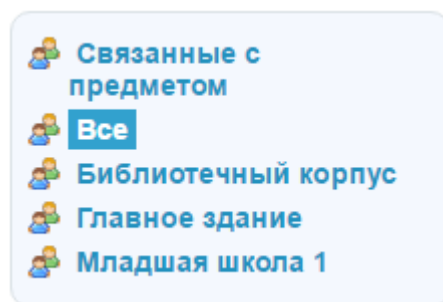 Связанные с
предметом
Все
Библиотечный корпус
Главное здание
Младшая школа 1